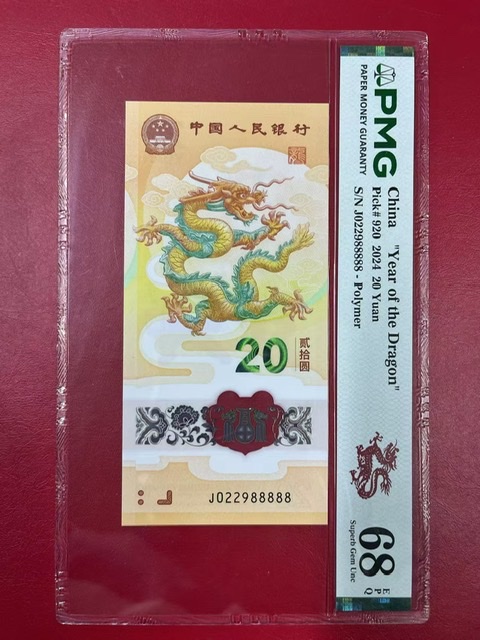 中国人民银行
20
贰拾圆
J022988888
PMG
PAPER MONEY GUARANTY
China "Year of the Dragon"
Pick# 920 2024 20 Yuan
S/N J022988888 - Polymer
68 EPQ
Superb Gem Unc